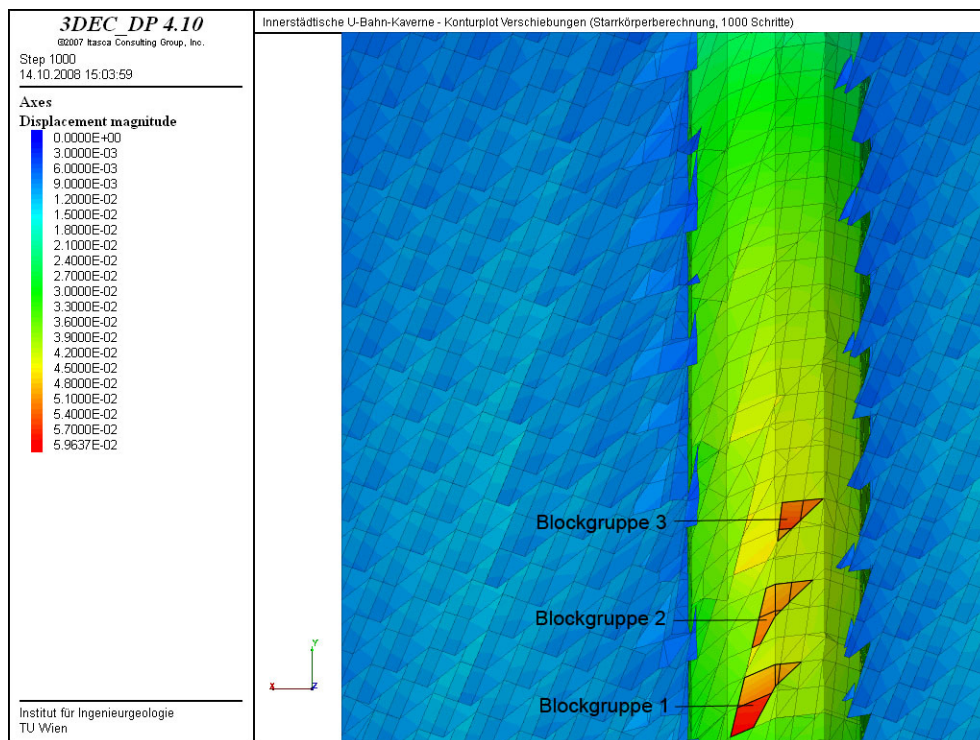 3DEC_DP 4.10
©2007 Itasca Consulting Group, Inc.
Step 1000
14.10.2008 15:03:59
Axes
Displacement magnitude
0.0000E+00
3.0000E-03
6.0000E-03
9.0000E-03
1.2000E-02
1.5000E-02
1.8000E-02
2.1000E-02
2.4000E-02
2.7000E-02
3.0000E-02
3.3000E-02
3.6000E-02
3.9000E-02
4.2000E-02
4.5000E-02
4.8000E-02
5.1000E-02
5.4000E-02
5.7000E-02
5.9637E-02
Institut für Ingenieurgeologie
TU Wien
Innerstädtische U-Bahn-Kaverne - Konturplot Verschiebungen (Starrkörperberechnung, 1000 Schritte)
Blockgruppe 3
Blockgruppe 2
Blockgruppe 1
Y
X
Z